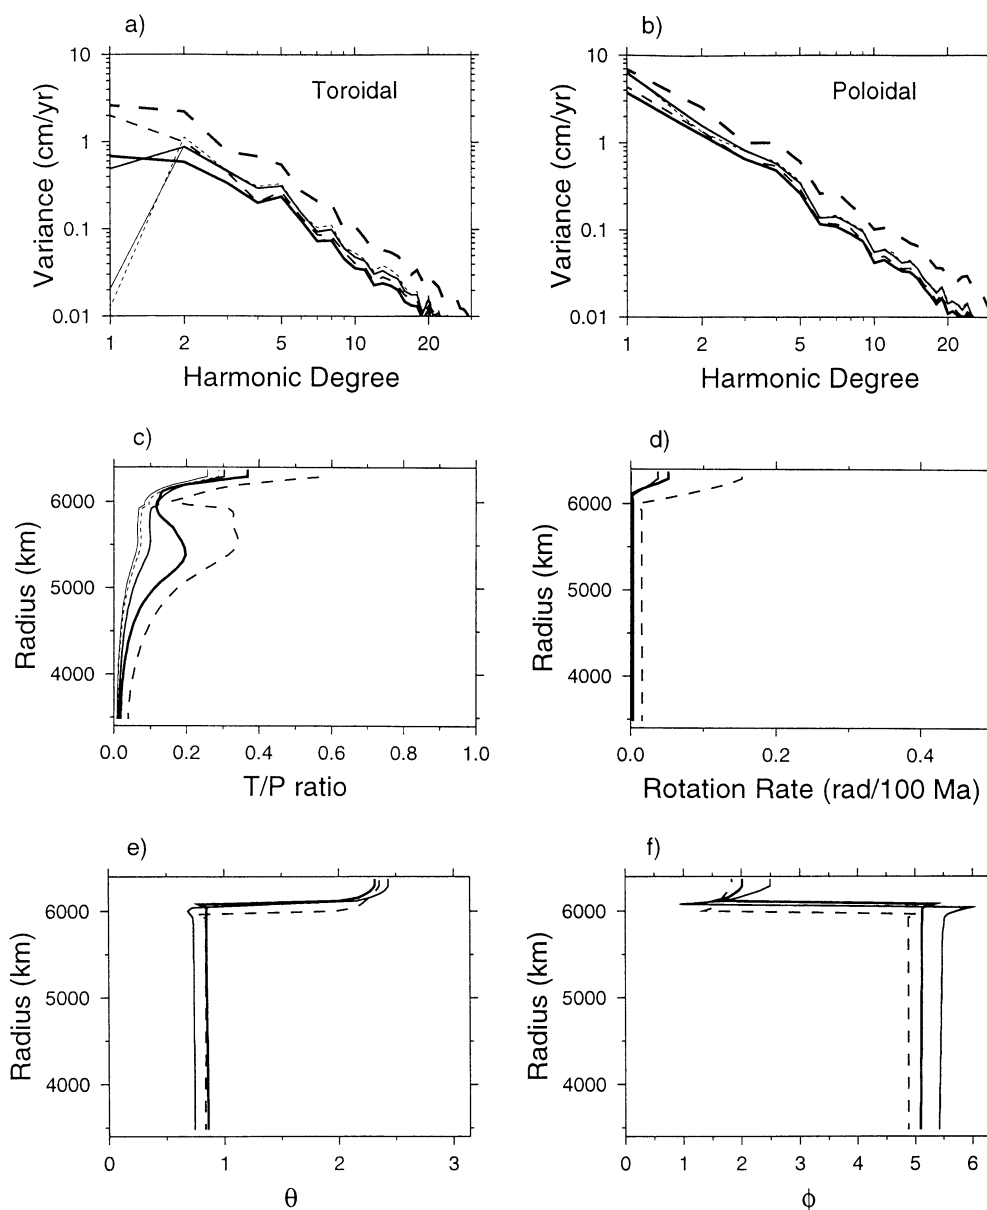 a)
10
1
0.1
0.01
Variance (cm/yr)
Toroidal
1
2
5
10
20
Harmonic Degree
b)
10
1
0.1
0.01
Variance (cm/yr)
Poloidal
1
2
5
10
20
Harmonic Degree
c)
6000
5000
4000
Radius (km)
0.0
0.2
0.4
0.6
0.8
1.0
T/P ratio
d)
6000
5000
4000
Radius (km)
0.0
0.2
0.4
Rotation Rate (rad/100 Ma)
e)
6000
5000
4000
Radius (km)
0
1
2
3
θ
f)
6000
5000
4000
Radius (km)
0
1
2
3
4
5
6
ϕ